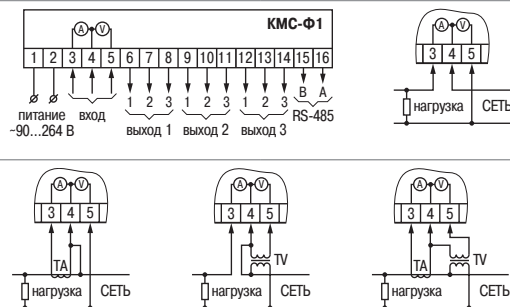 КМС-Ф1
A V
1 2 3 4 5 6 7 8 9 10 11 12 13 14 15 16
1 2 3 1 2 3 1 2 3 B A
питание вход выход 1 выход 2 выход 3 RS-485
~90...264 В
A V
3 4 5
нагрузка СЕТЬ
A V
3 4 5
TA
нагрузка СЕТЬ
A V
3 4 5
TV
нагрузка СЕТЬ
A V
3 4 5
TA TV
нагрузка СЕТЬ